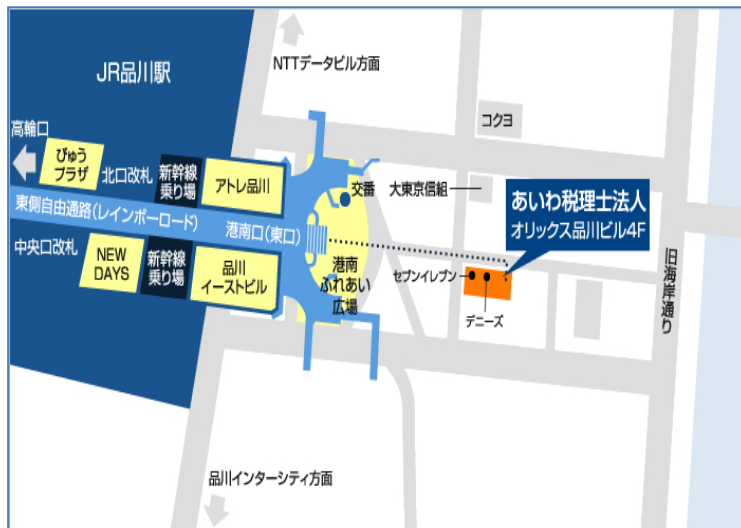 NTTデータビル方面
JR品川駅
コクヨ
高輪口
びゅう
プラザ
北口改札
新幹線
乗り場
アトレ品川
交番
大東京信組
あいわ税理士法人
オリックス品川ビル4F
東側自由通路(レインボーロード)
港南口(東口)
中央口改札
NEW
DAYS
新幹線
乗り場
品川
イーストビル
港南
ふれあい
広場
セブンイレブン
デニーズ
旧海岸通り
品川インターシティ方面